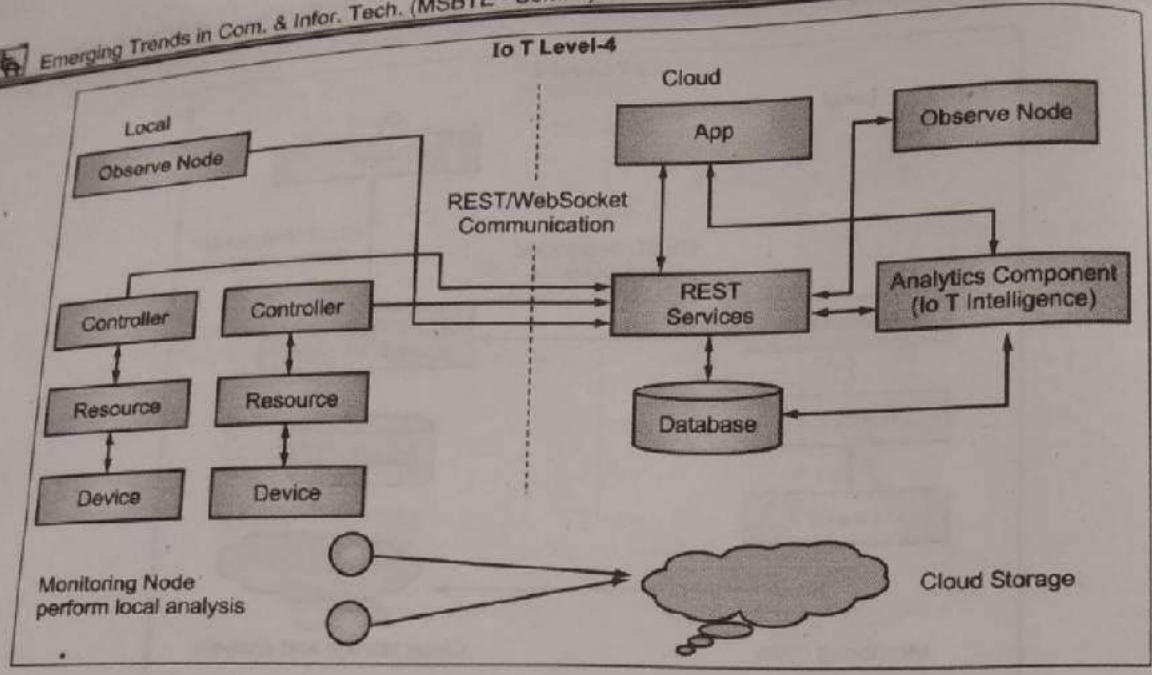 Emerging Trends in Com. & Infor. Tech. (MSBTE
Io T Level-4
Local
Observe Node
Cloud
App
Observe Node
REST/WebSocket
Communication
Controller
Controller
REST
Services
Analytics Component
(Io T Intelligence)
Resource
Resource
Database
Device
Device
Monitoring Node
perform local analysis
Cloud Storage